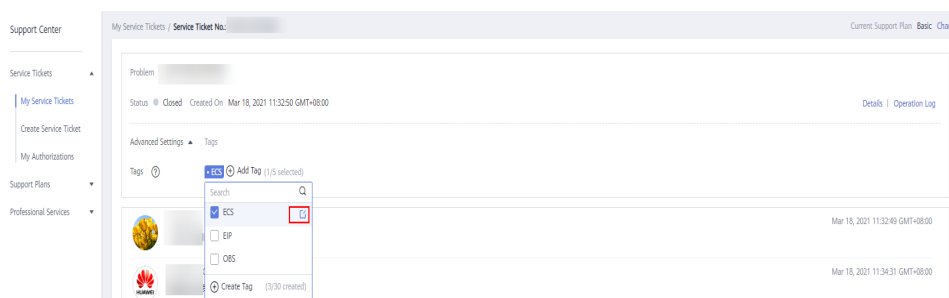 Support Center
My Service Tickets / Service Ticket No.:
Current Support Plan Basic
Service Tickets
My Service Tickets
Create Service Ticket
My Authorizations
Support Plans
Professional Services
Problem
Status Closed Created On Mar 18, 2021 11:32:50 GMT+08:00
Details | Operation Log
Advanced Settings Tags
Tags ? ECS Add Tag (1/5 selected)
Search
ECS
EIP
OBS
Create Tag (3/30 created)
Mar 18, 2021 11:32:49 GMT+08:00
HUAWEI
Mar 18, 2021 11:34:31 GMT+08:00